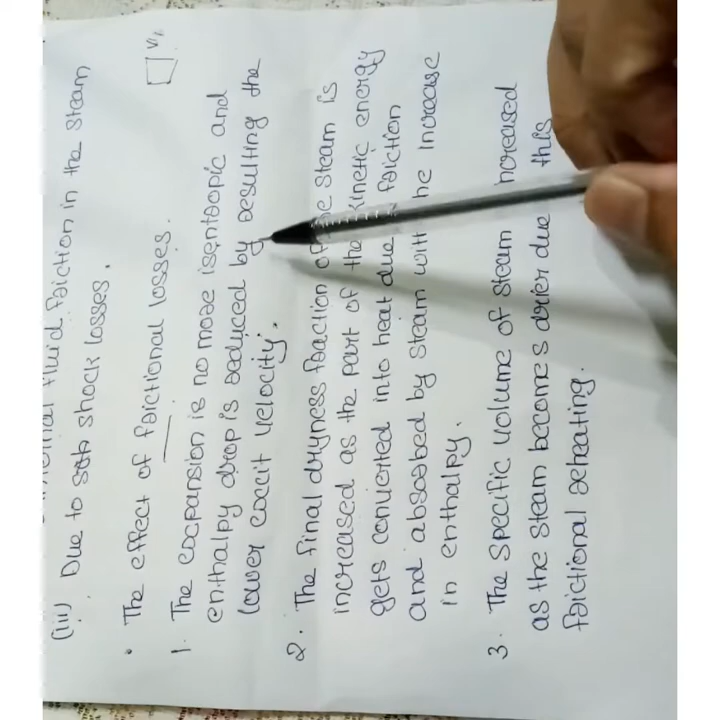 fluid friction in the steam
(iii). Due to shock losses.
• The effect of frictional losses.
1. The expansion is no more isentropic and
enthalpy drop is reduced by resulting the
lower exit velocity.
2. The final dryness fraction of steam is
increased as the part of the kinetic energy
gets converted into heat due friction
and absorbed by steam with the increase
in enthalpy.
3. The specific volume of steam increased
as the steam becomes drier due this
frictional reheating.